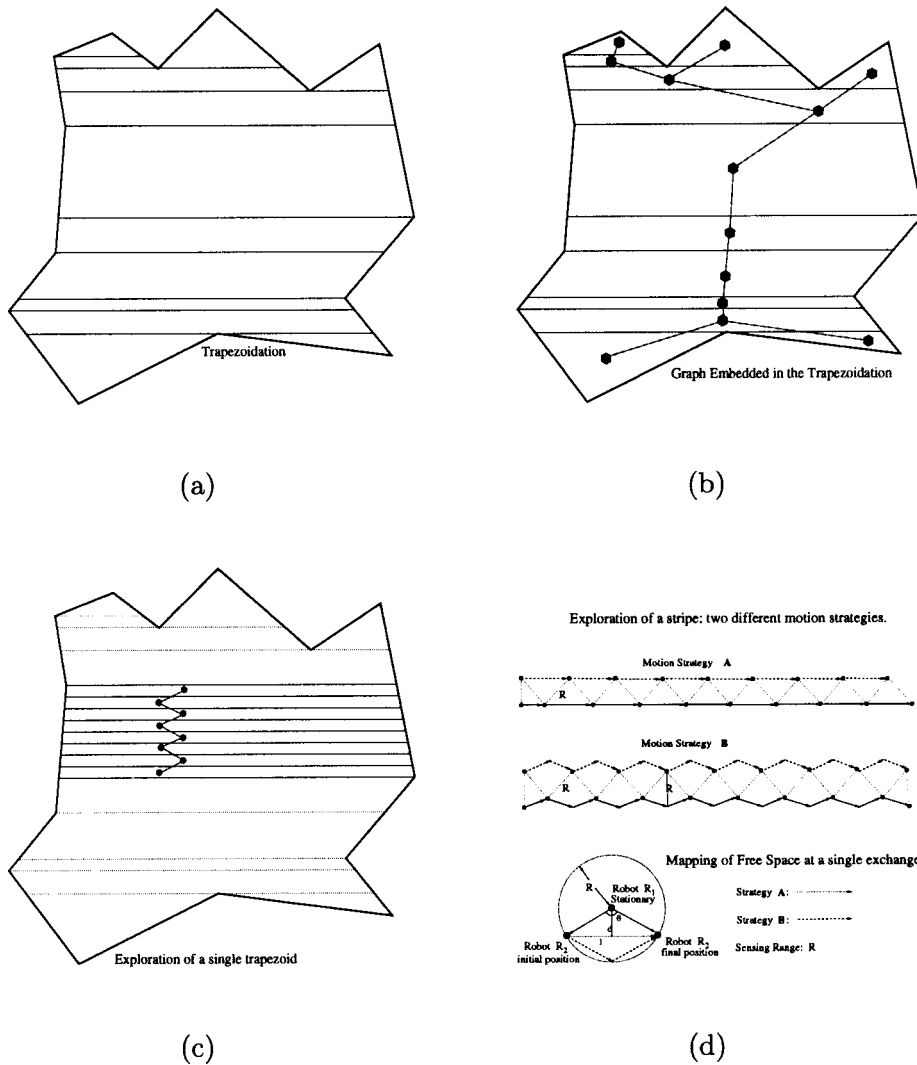 Trapezoidation
Graph Embedded in the Trapezoidation
(a)
(b)
Exploration of a single trapezoid
Exploration of a stripe: two different motion strategies.
Motion Strategy A
R
Motion Strategy B
R
R
Mapping of Free Space at a single exchange
R
Robot R1
Stationary
θ
d
l
Robot R2
initial position
Robot R2
final position
Strategy A:
Strategy B:
Sensing Range: R
(c)
(d)